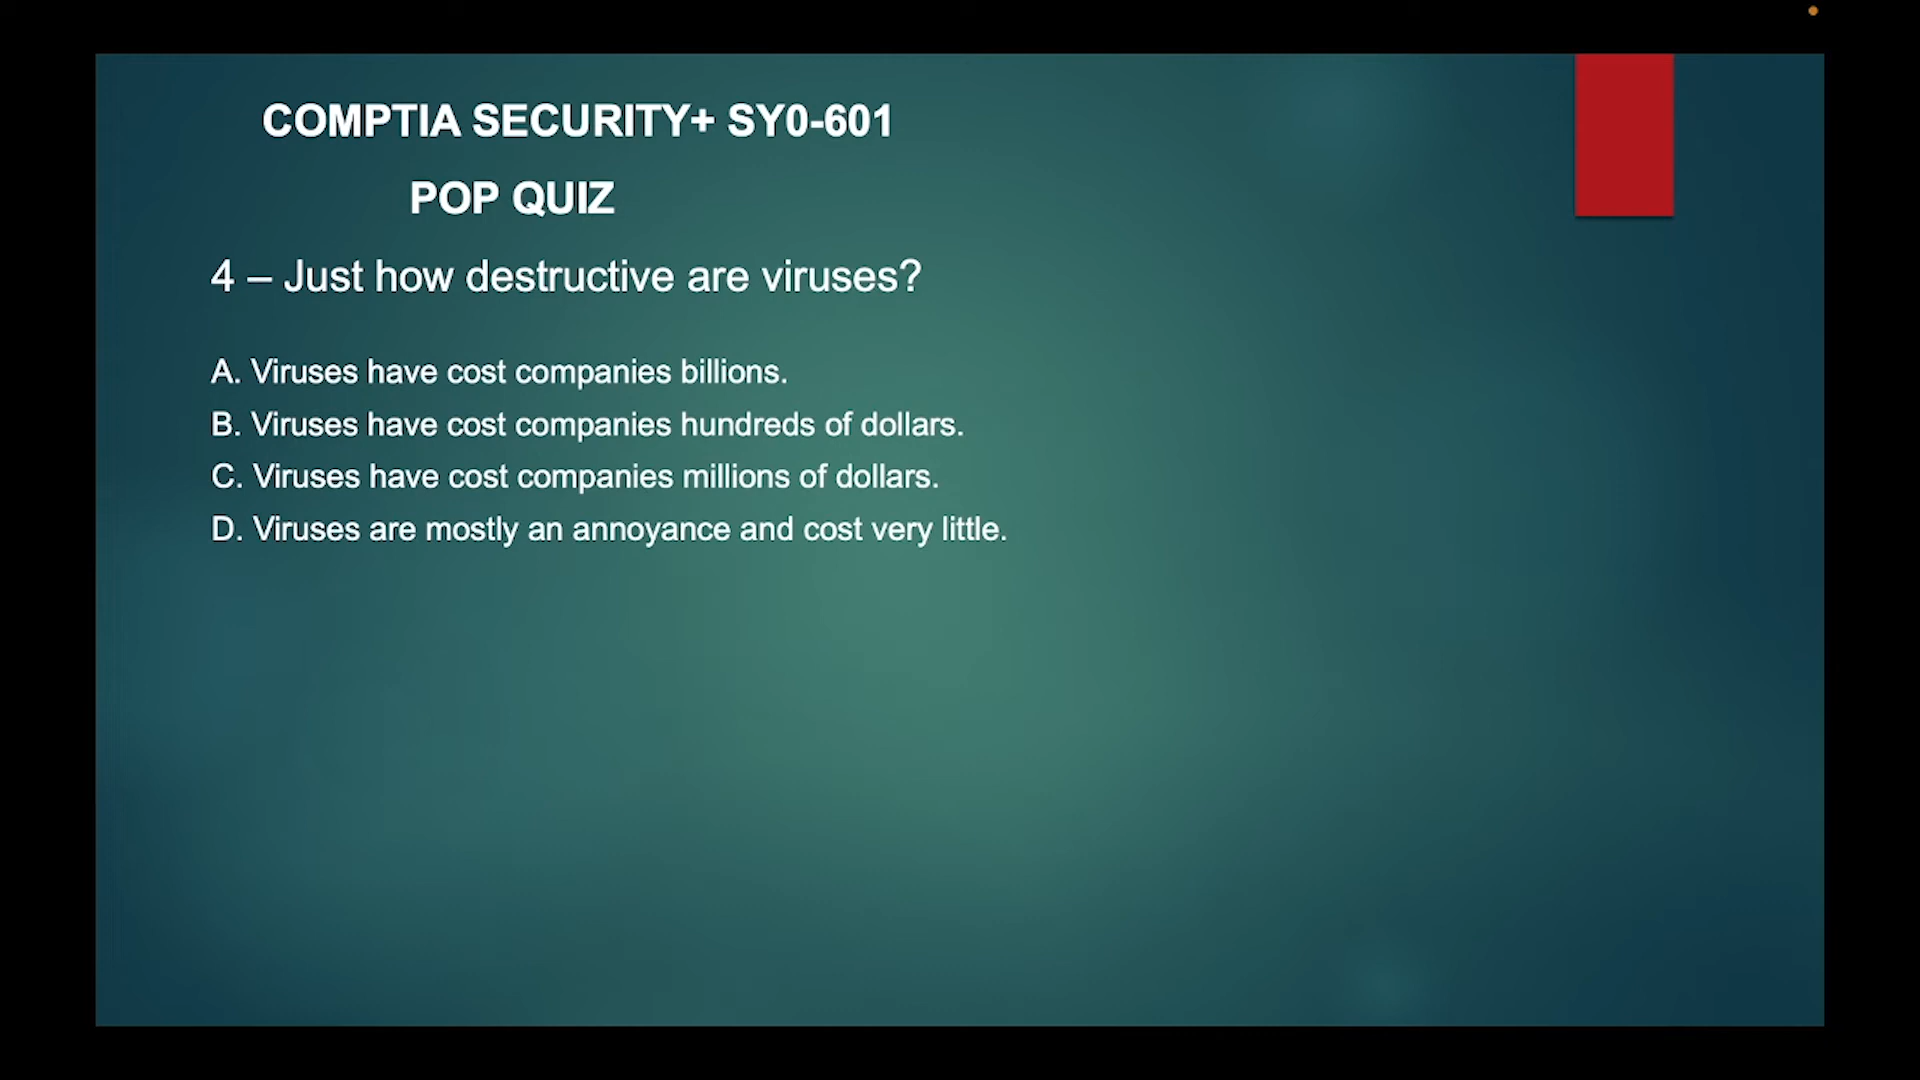 COMPTIA SECURITY+ SY0-601
POP QUIZ
4 – Just how destructive are viruses?
A. Viruses have cost companies billions.
B. Viruses have cost companies hundreds of dollars.
C. Viruses have cost companies millions of dollars.
D. Viruses are mostly an annoyance and cost very little.